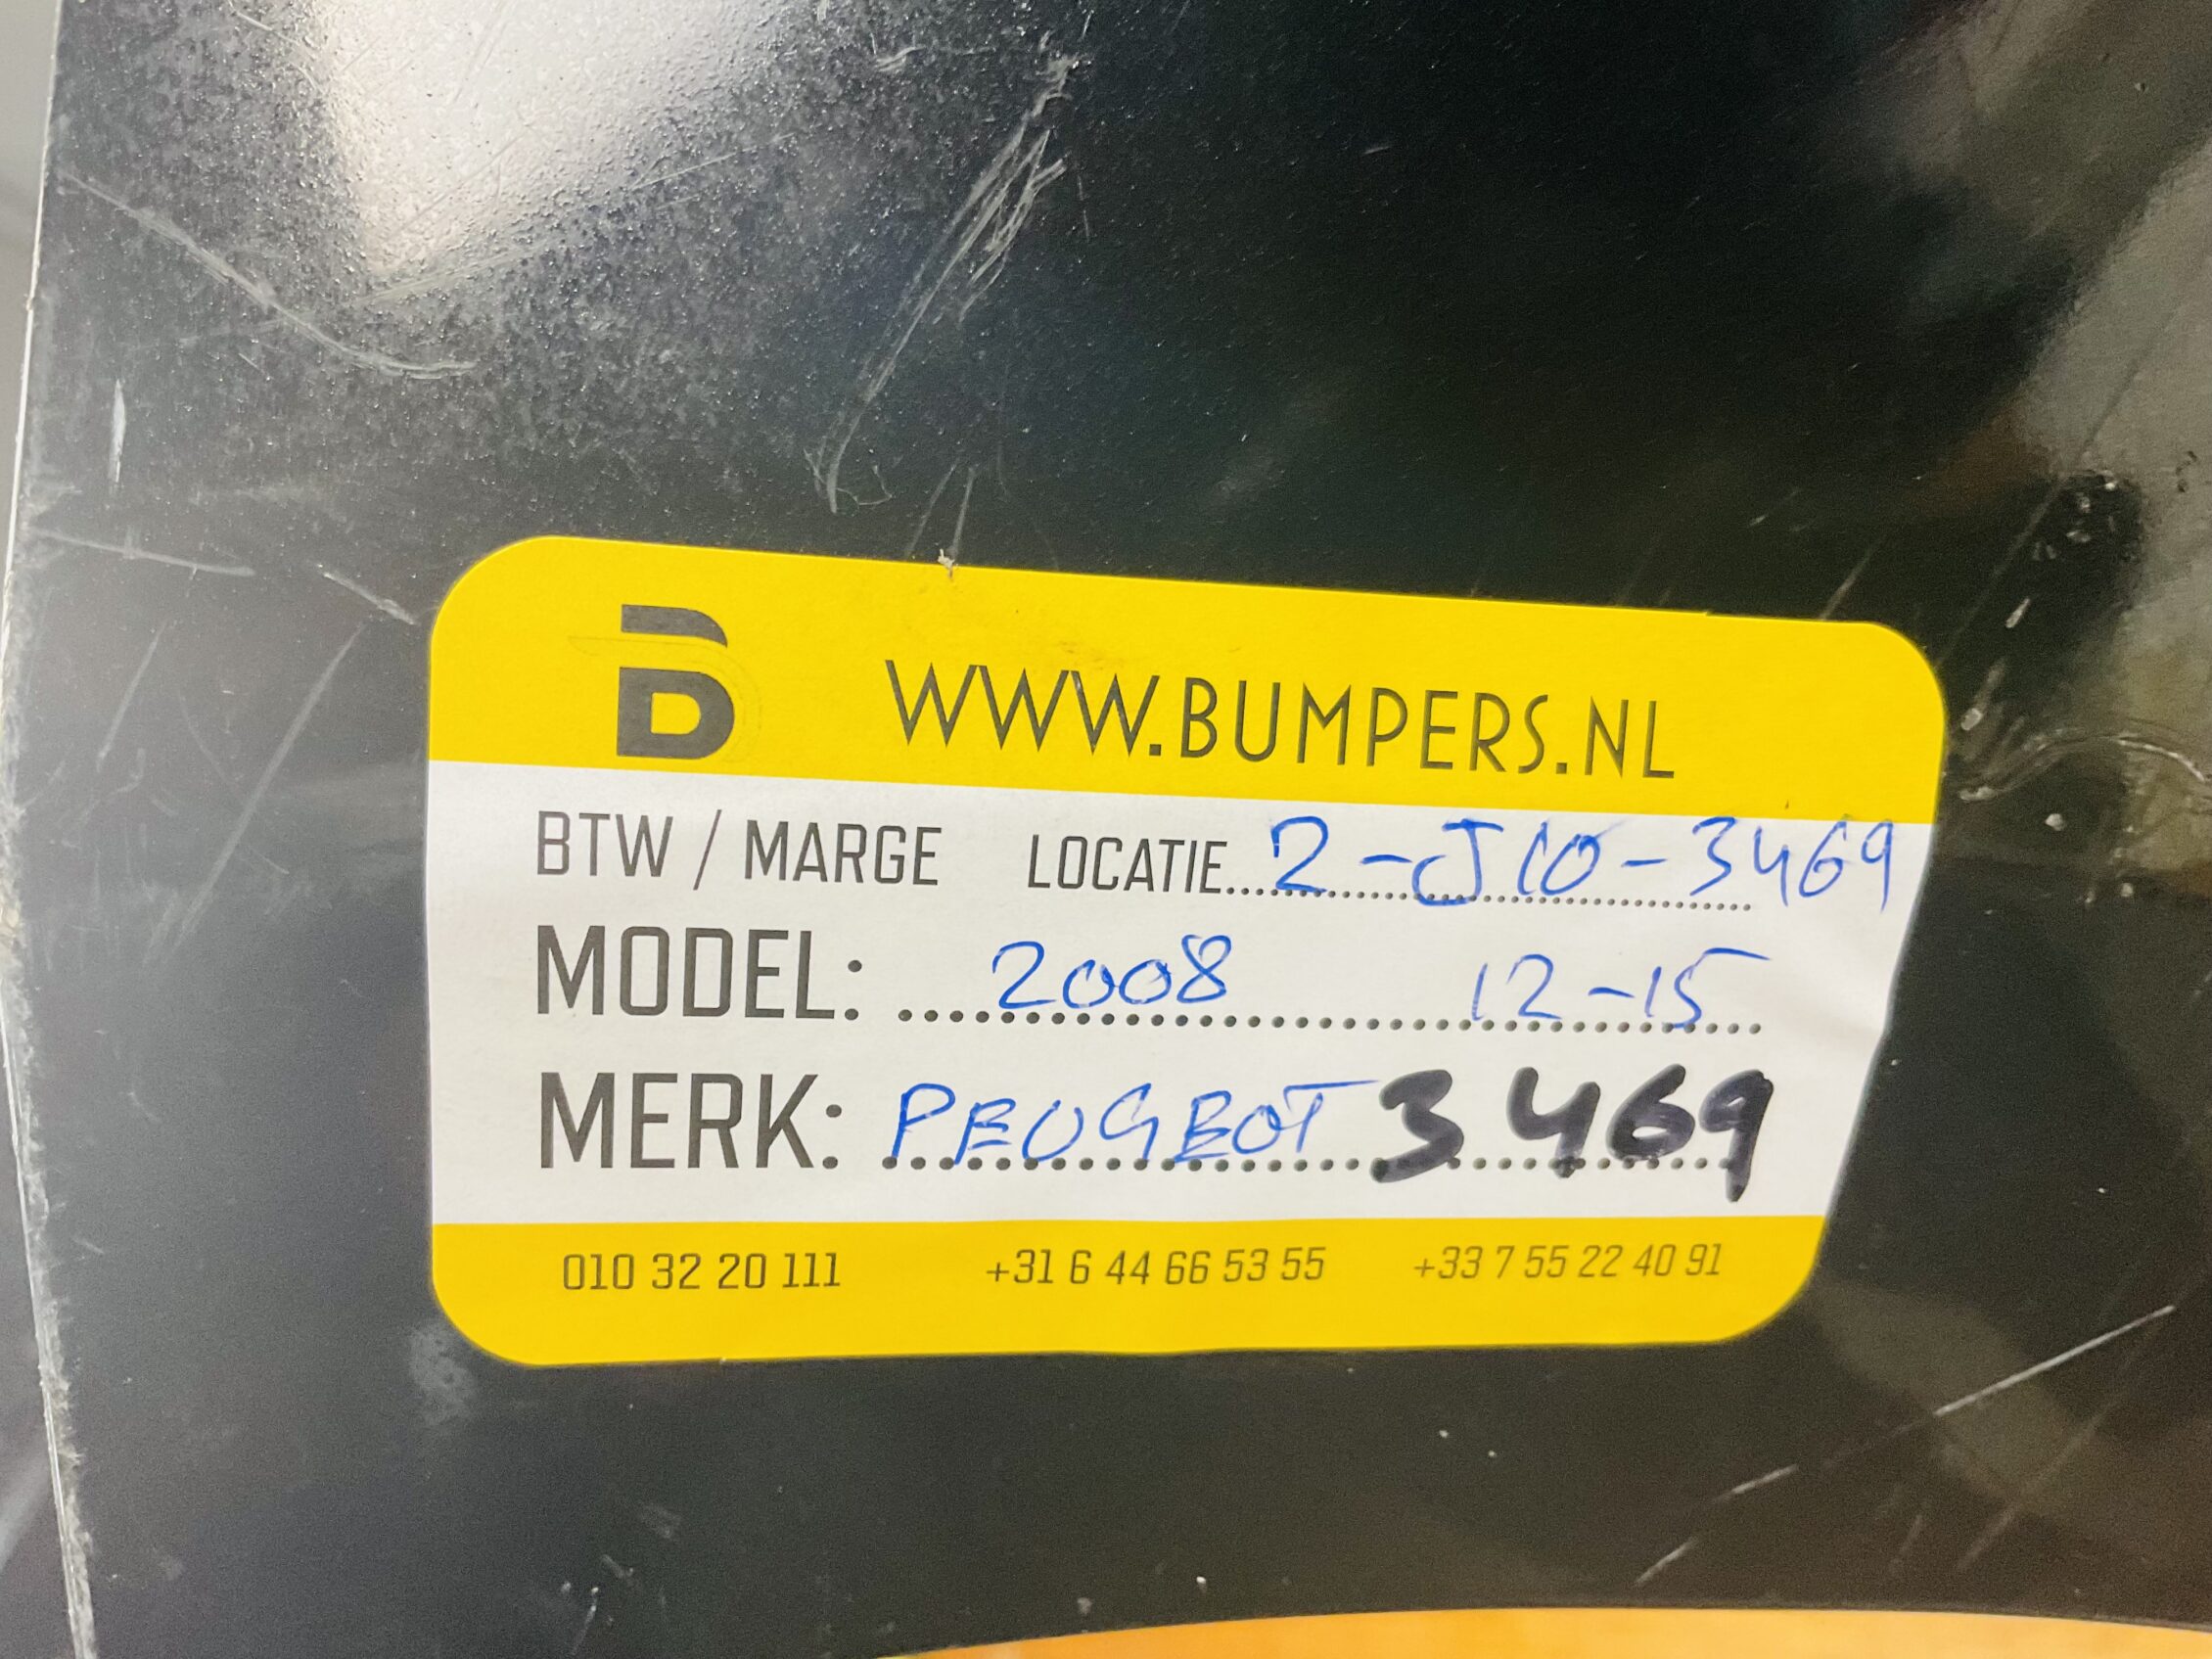 B WWW.BUMPERS.NL
BTW / MARGE LOCATIE...2-J10-3469
MODEL: 2008 12-15
MERK: PEUGEOT 3469
010 32 20 111 +31 6 44 66 53 55 +33 7 55 22 40 91